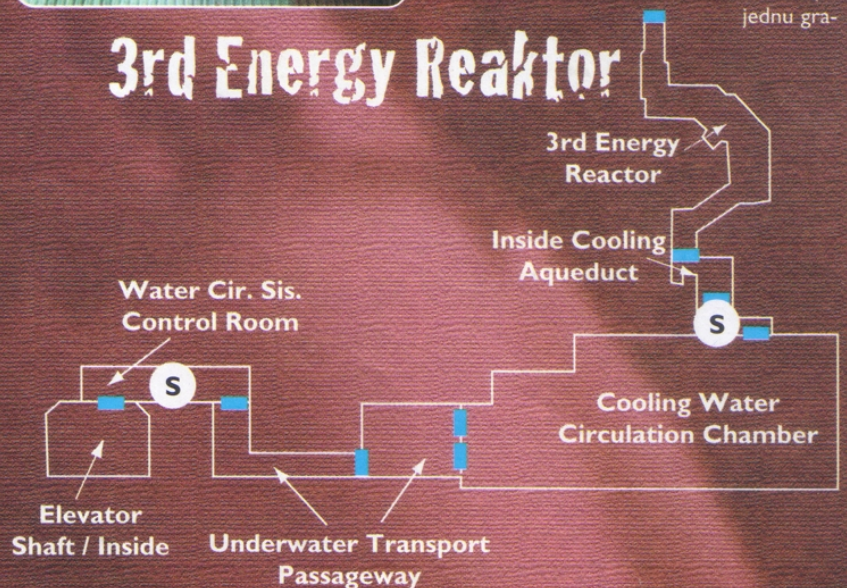 jednu gra-
3rd Energy Reaktor
3rd Energy
Reactor
Inside Cooling
Aqueduct
Water Cir. Sis.
Control Room
S
S
Cooling Water
Circulation Chamber
Elevator
Shaft / Inside
Underwater Transport
Passageway